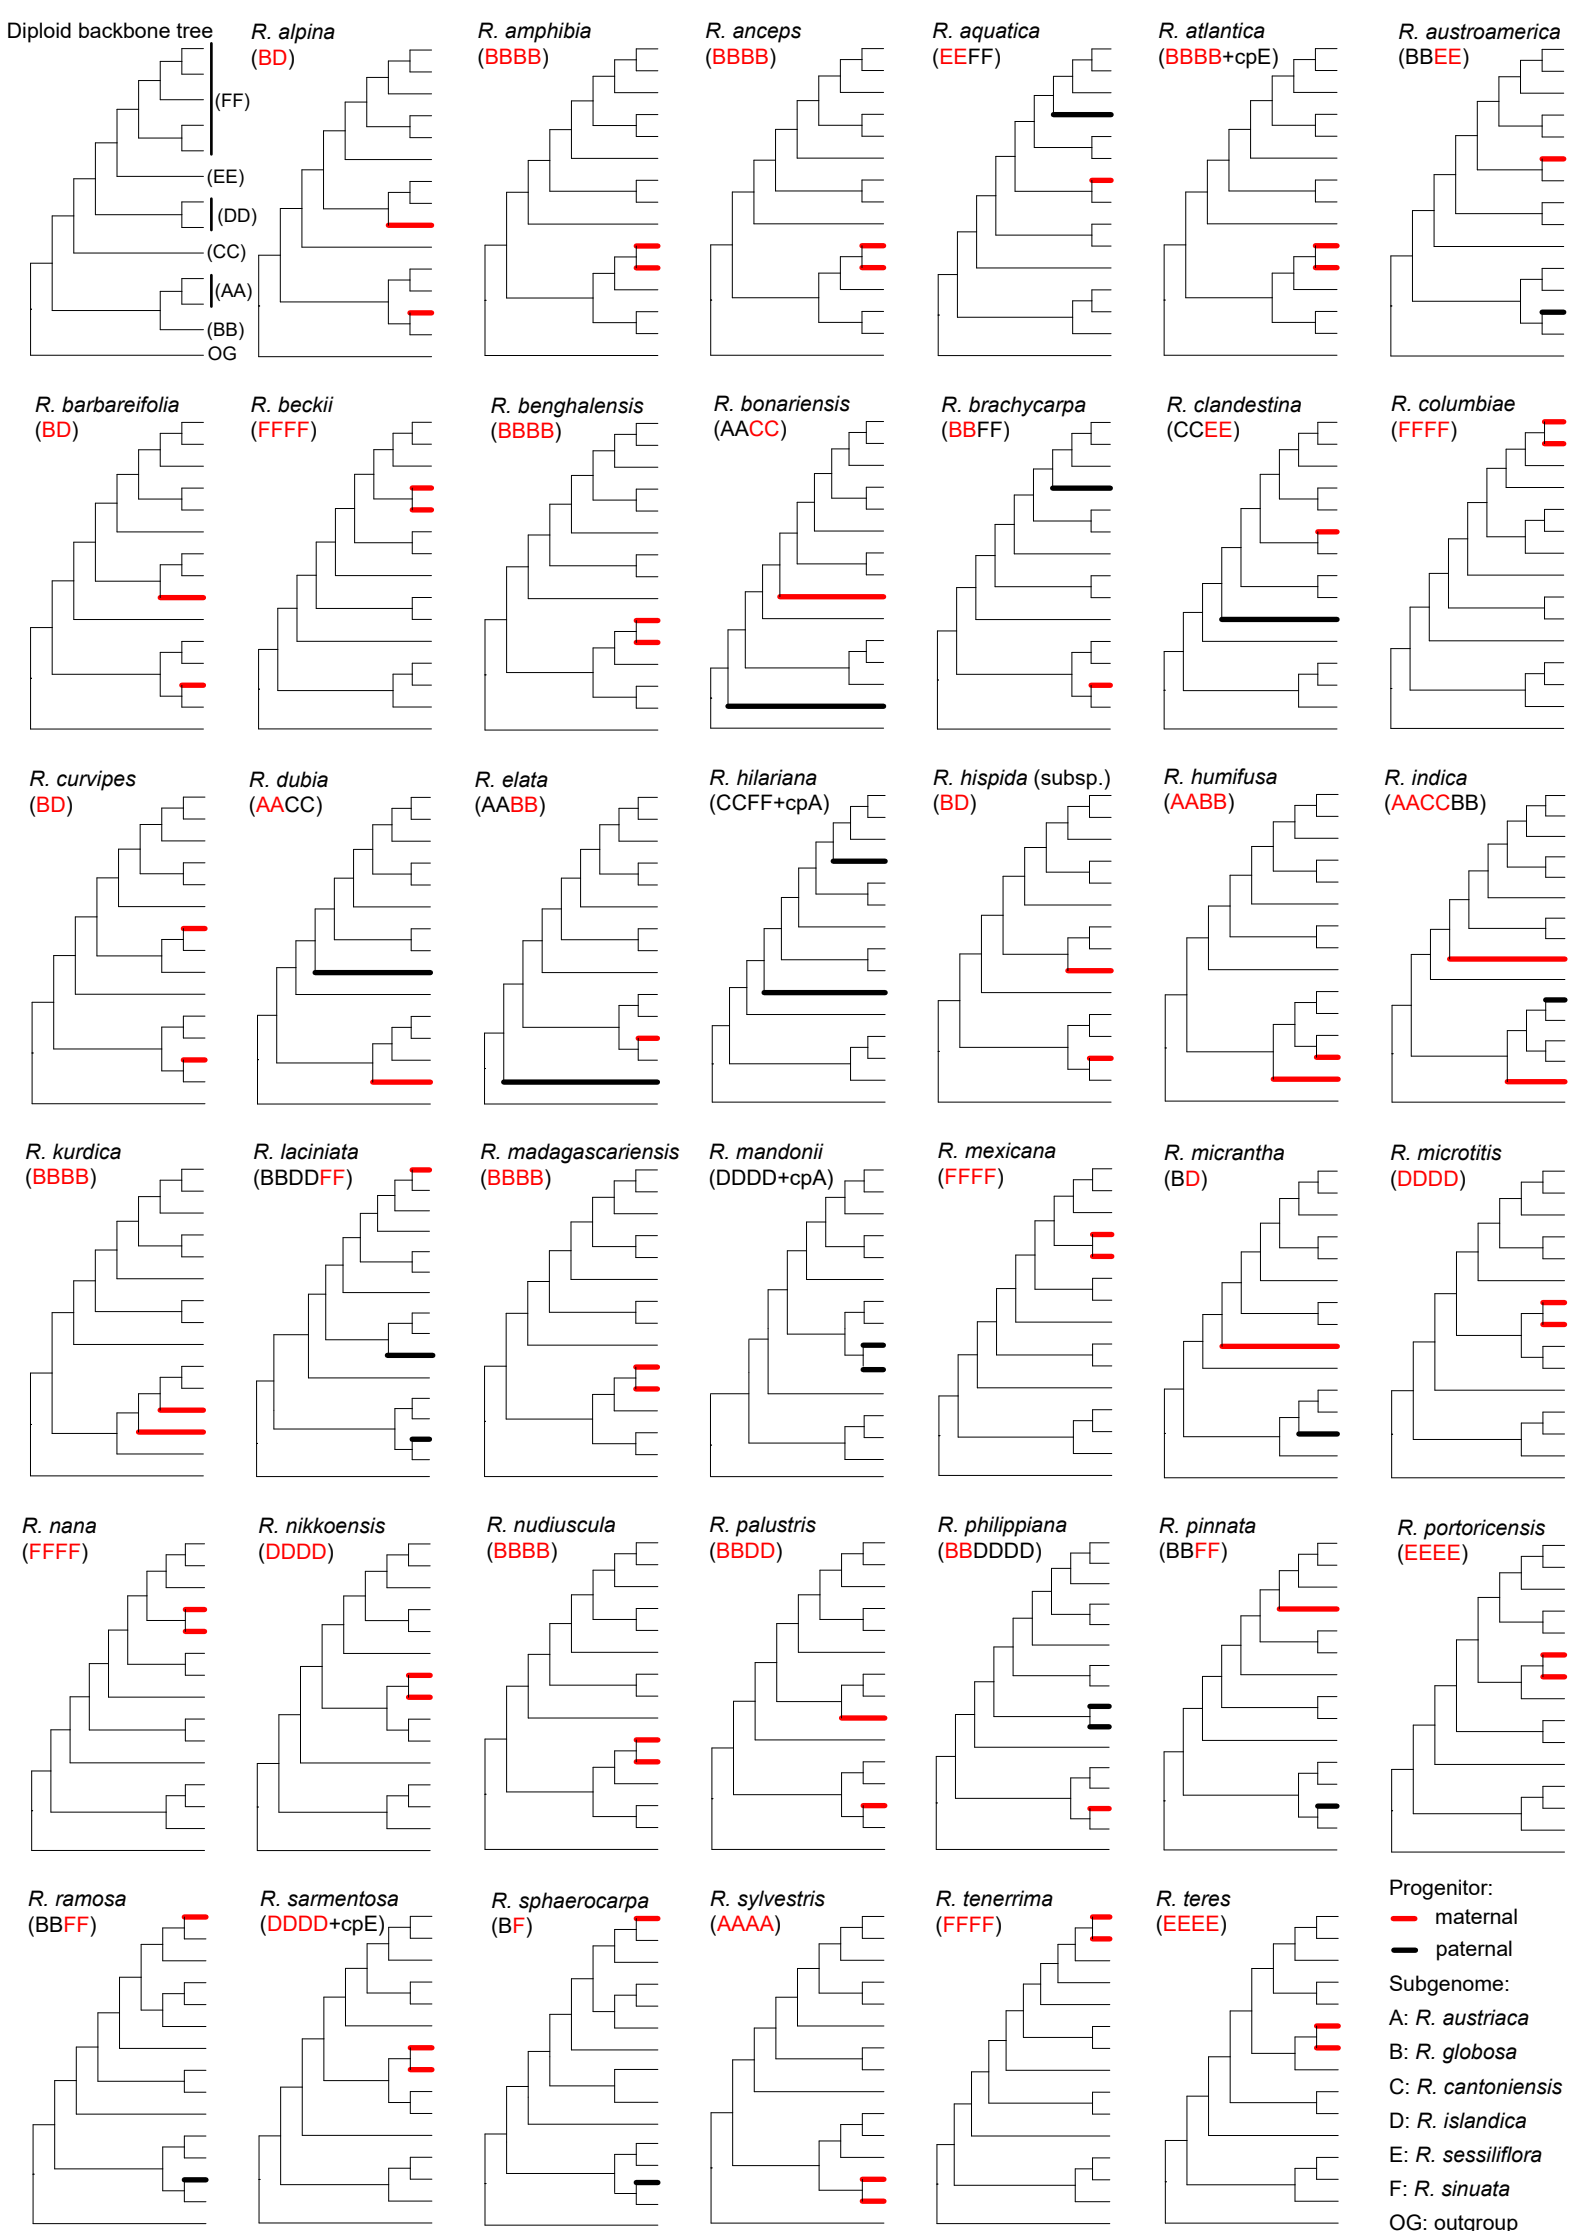 Diploid backbone tree
(FF)
(EE)
(DD)
(CC)
(AA)
(BB)
OG
R. alpina
(BD)
R. amphibia
(BBBB)
R. anceps
(BBBB)
R. aquatica
(EEFF)
R. atlantica
(BBBB+cpE)
R. austroamerica
(BBEE)
R. barbareifolia
(BD)
R. beckii
(FFFF)
R. benghalensis
(BBBB)
R. bonariensis
(AACC)
R. brachycarpa
(BBFF)
R. clandestina
(CCEE)
R. columbiae
(FFFF)
R. curvipes
(BD)
R. dubia
(AACC)
R. elata
(AABB)
R. hilariana
(CCFF+cpA)
R. hispida (subsp.)
(BD)
R. humifusa
(AABB)
R. indica
(AACCBB)
R. kurdica
(BBBB)
R. laciniata
(BBDDFF)
R. madagascariensis
(BBBB)
R. mandonii
(DDDD+cpA)
R. mexicana
(FFFF)
R. micrantha
(BD)
R. microtitis
(DDDD)
R. nana
(FFFF)
R. nikkoensis
(DDDD)
R. nudiuscula
(BBBB)
R. palustris
(BBDD)
R. philippiana
(BBDDDD)
R. pinnata
(BBFF)
R. portoricensis
(EEEE)
R. ramosa
(BBFF)
R. sarmentosa
(DDDD+cpE)
R. sphaerocarpa
(BF)
R. sylvestris
(AAAA)
R. tenerrima
(FFFF)
R. teres
(EEEE)
Progenitor:
maternal
paternal
Subgenome:
A: R. austriaca
B: R. globosa
C: R. cantoniensis
D: R. islandica
E: R. sessiliflora
F: R. sinuata
OG: outgroup